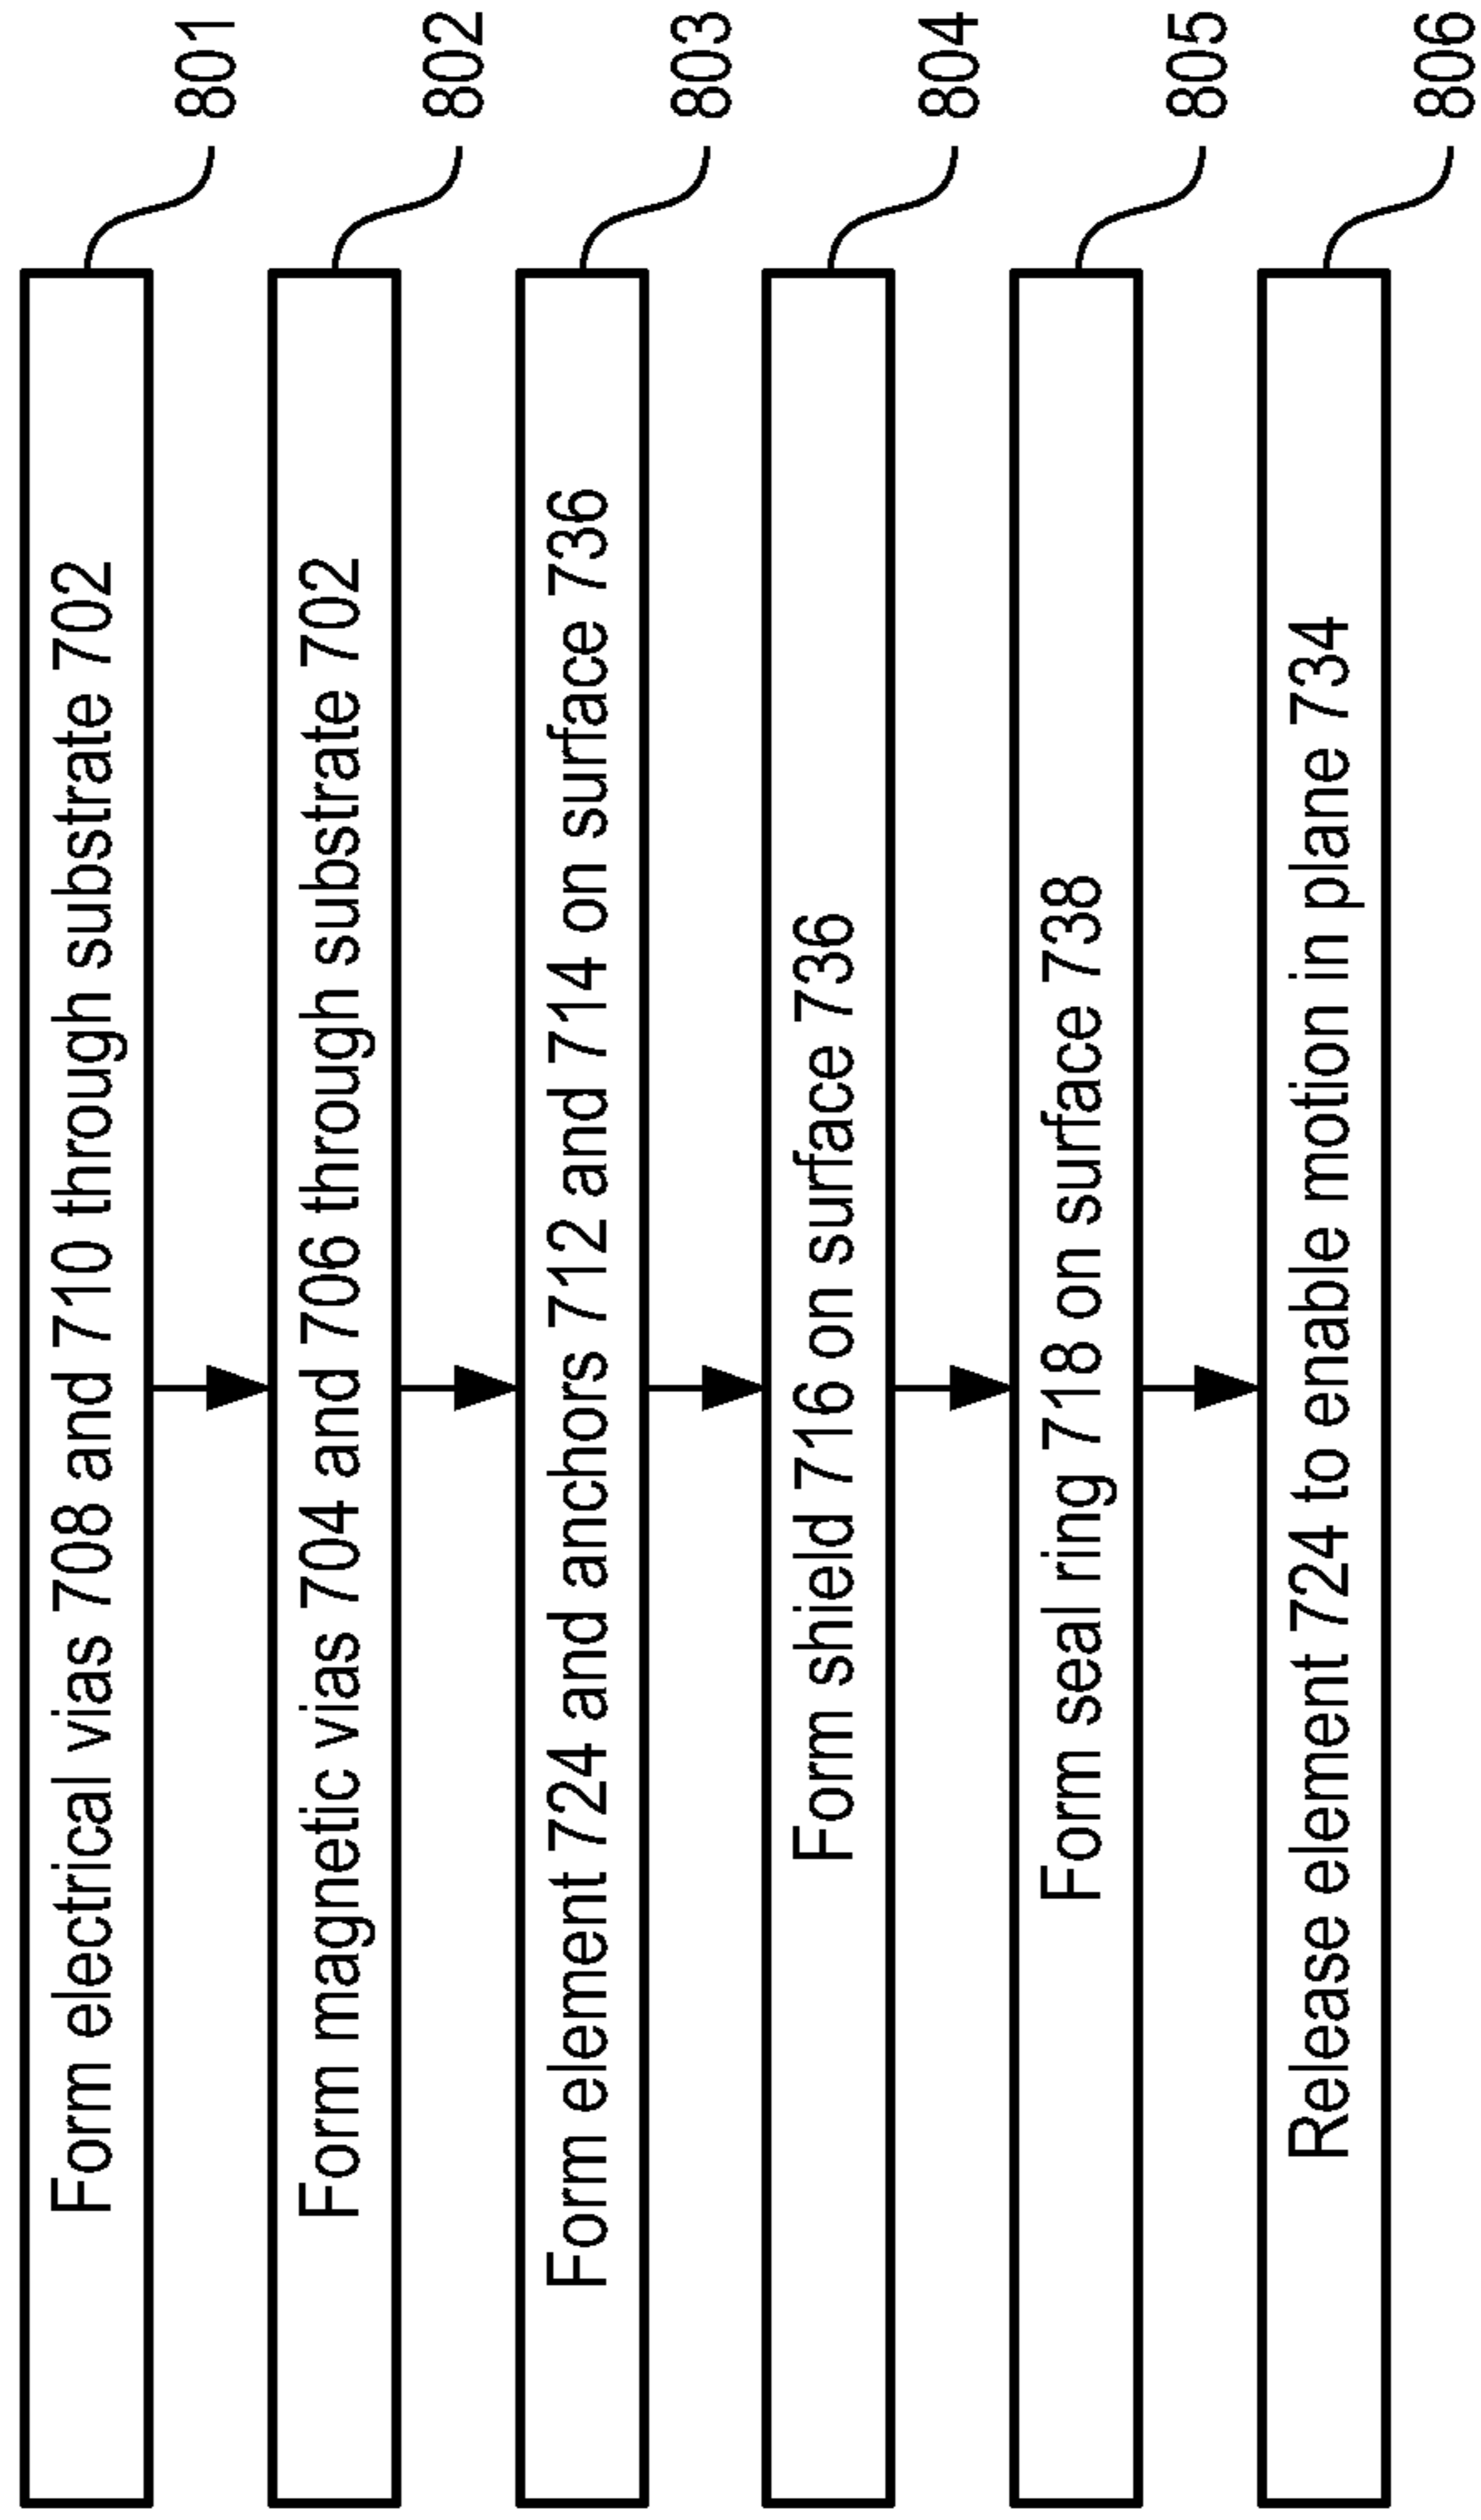 Form electrical vias 708 and 710 through substrate 702
801
Form magnetic vias 704 and 706 through substrate 702
802
Form element 724 and anchors 712 and 714 on surface 736
803
Form shield 716 on surface 736
804
Form seal ring 718 on surface 738
805
Release element 724 to enable motion in plane 734
806